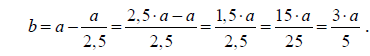 b = a − a/2,5 = (2,5·a − a)/2,5 = 1,5·a/2,5 = 15·a/25 = 3·a/5 .